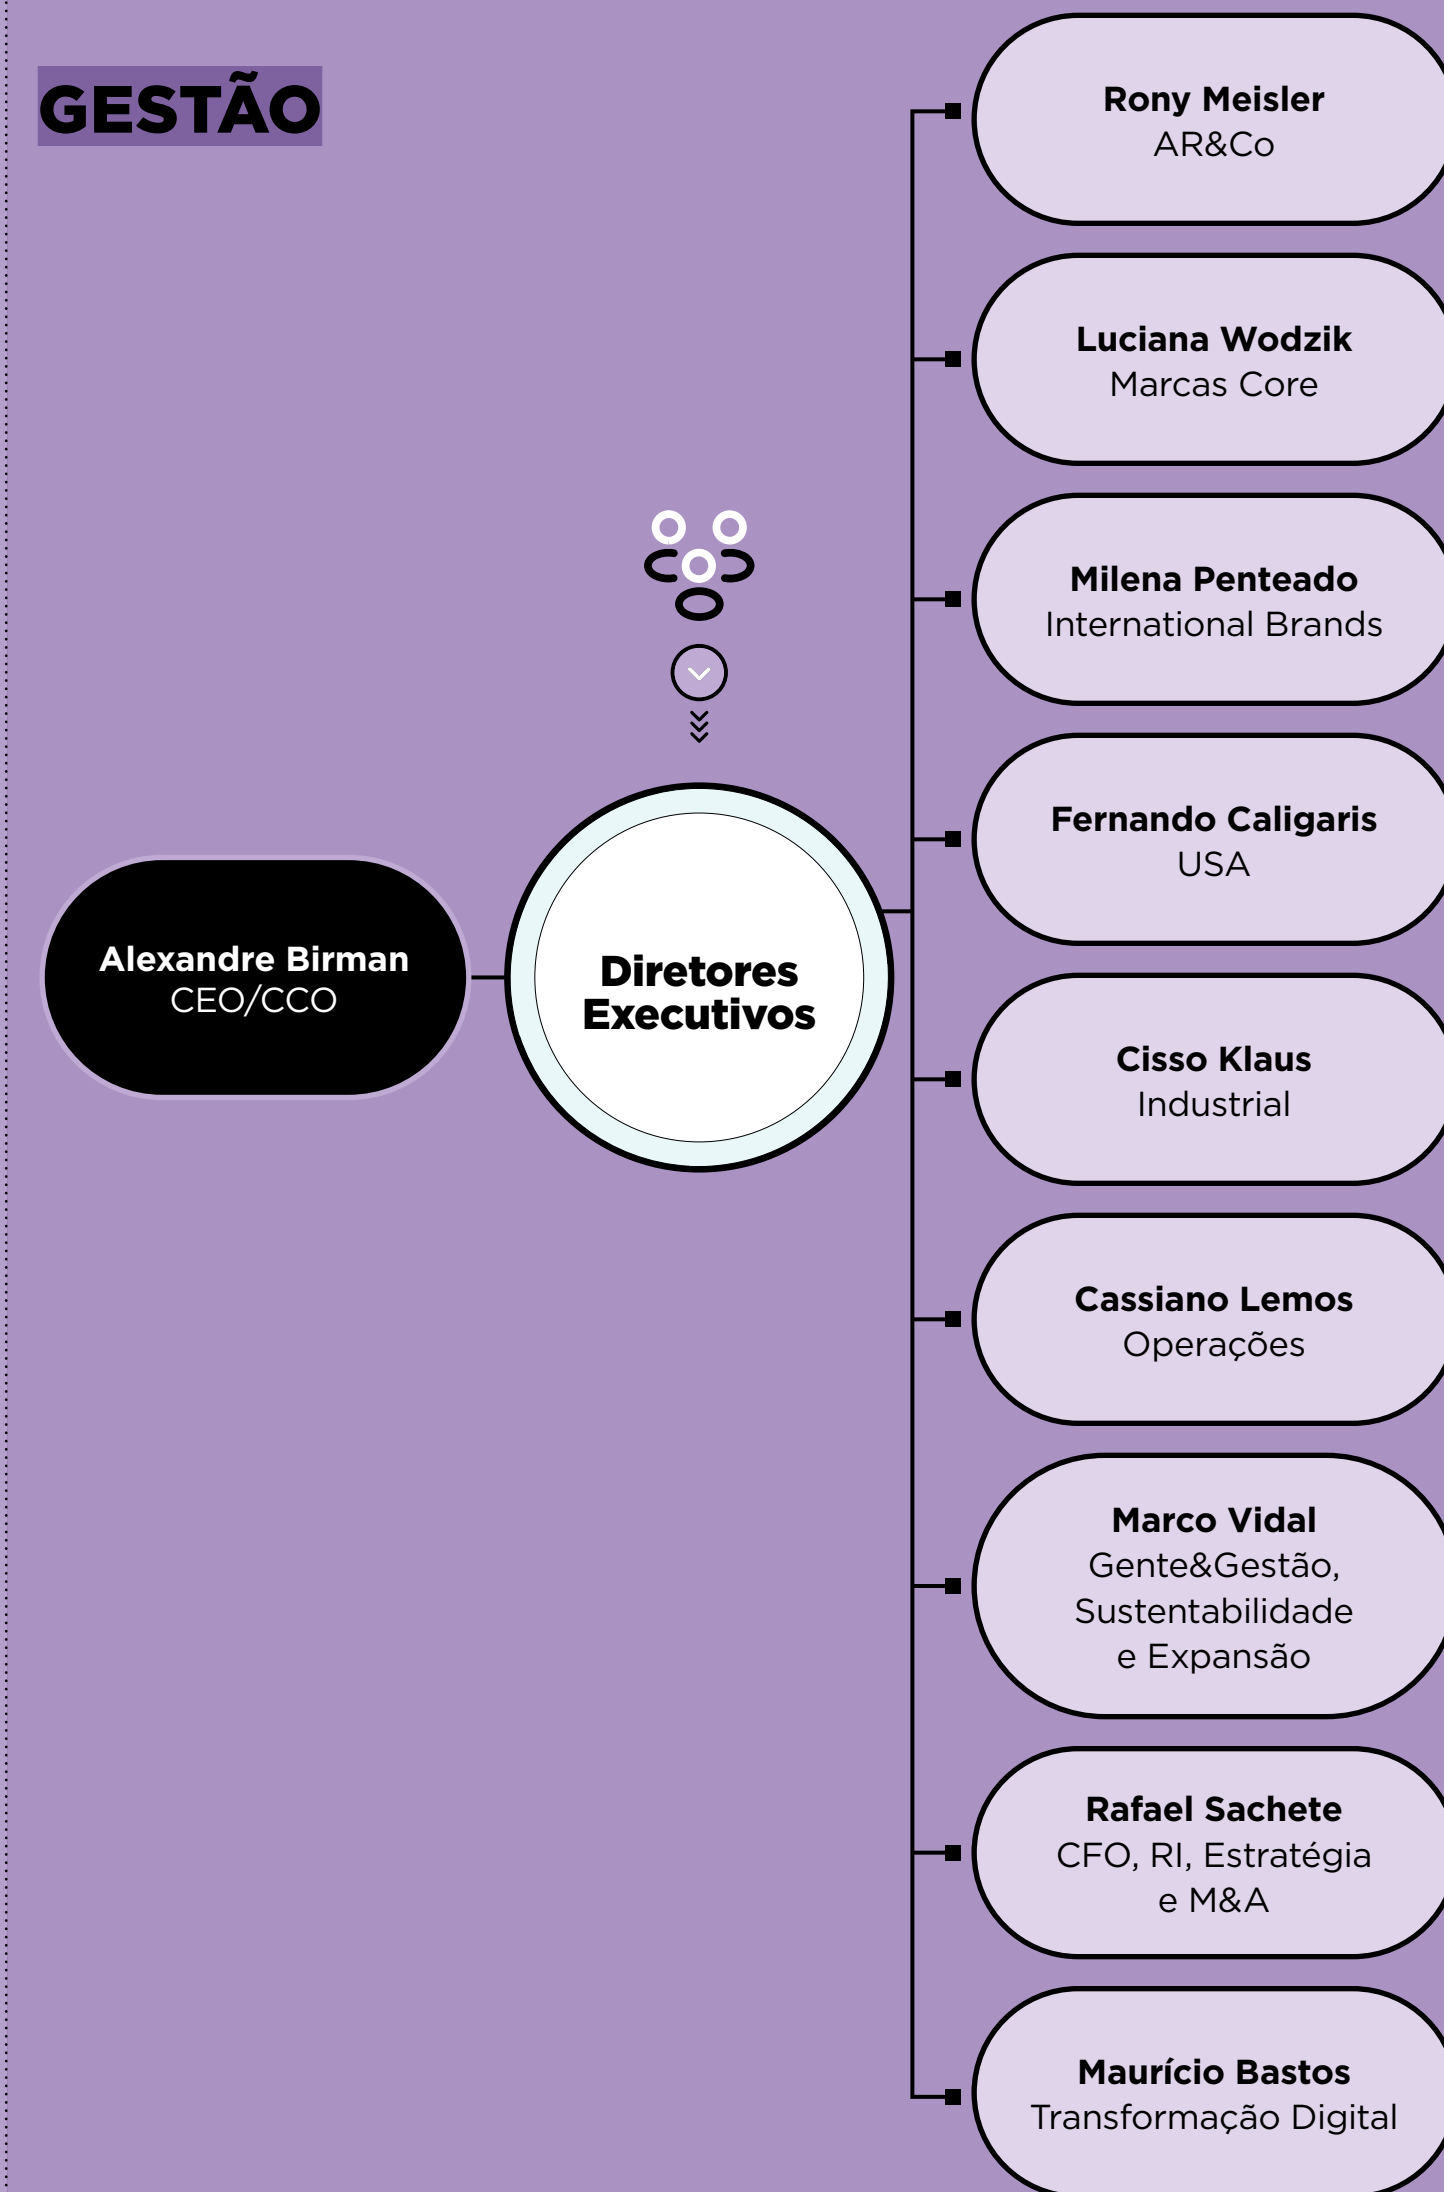 GESTÃO
Alexandre Birman
CEO/CCO
Diretores
Executivos
Rony Meisler
AR&Co
Luciana Wodzik
Marcas Core
Milena Penteado
International Brands
Fernando Caligaris
USA
Cisso Klaus
Industrial
Cassiano Lemos
Operações
Marco Vidal
Gente&Gestão,
Sustentabilidade
e Expansão
Rafael Sachete
CFO, RI, Estratégia
e M&A
Maurício Bastos
Transformação Digital